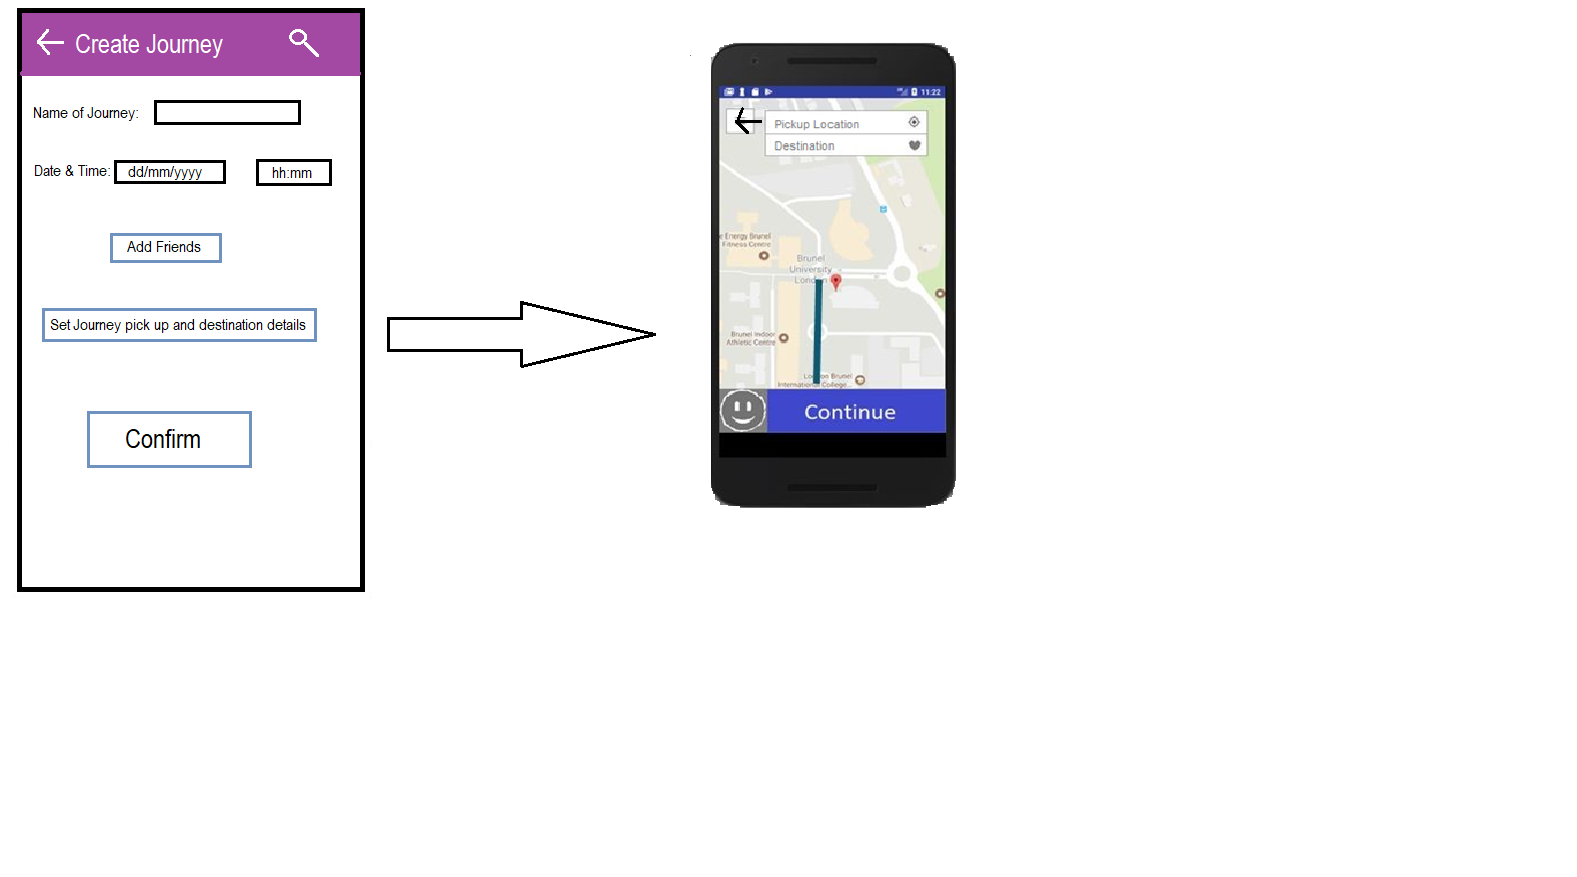 Create Journey
Name of Journey:
Date & Time: dd/mm/yyyy hh:mm
Add Friends
Set Journey pick up and destination details
Confirm
11:22
Pickup Location
Destination
e Energy Brunel
Fitness Centre
Brunel
University
London
Brunel Indoor
Athletic Centre
Lo on Brunel
International College...
Continue